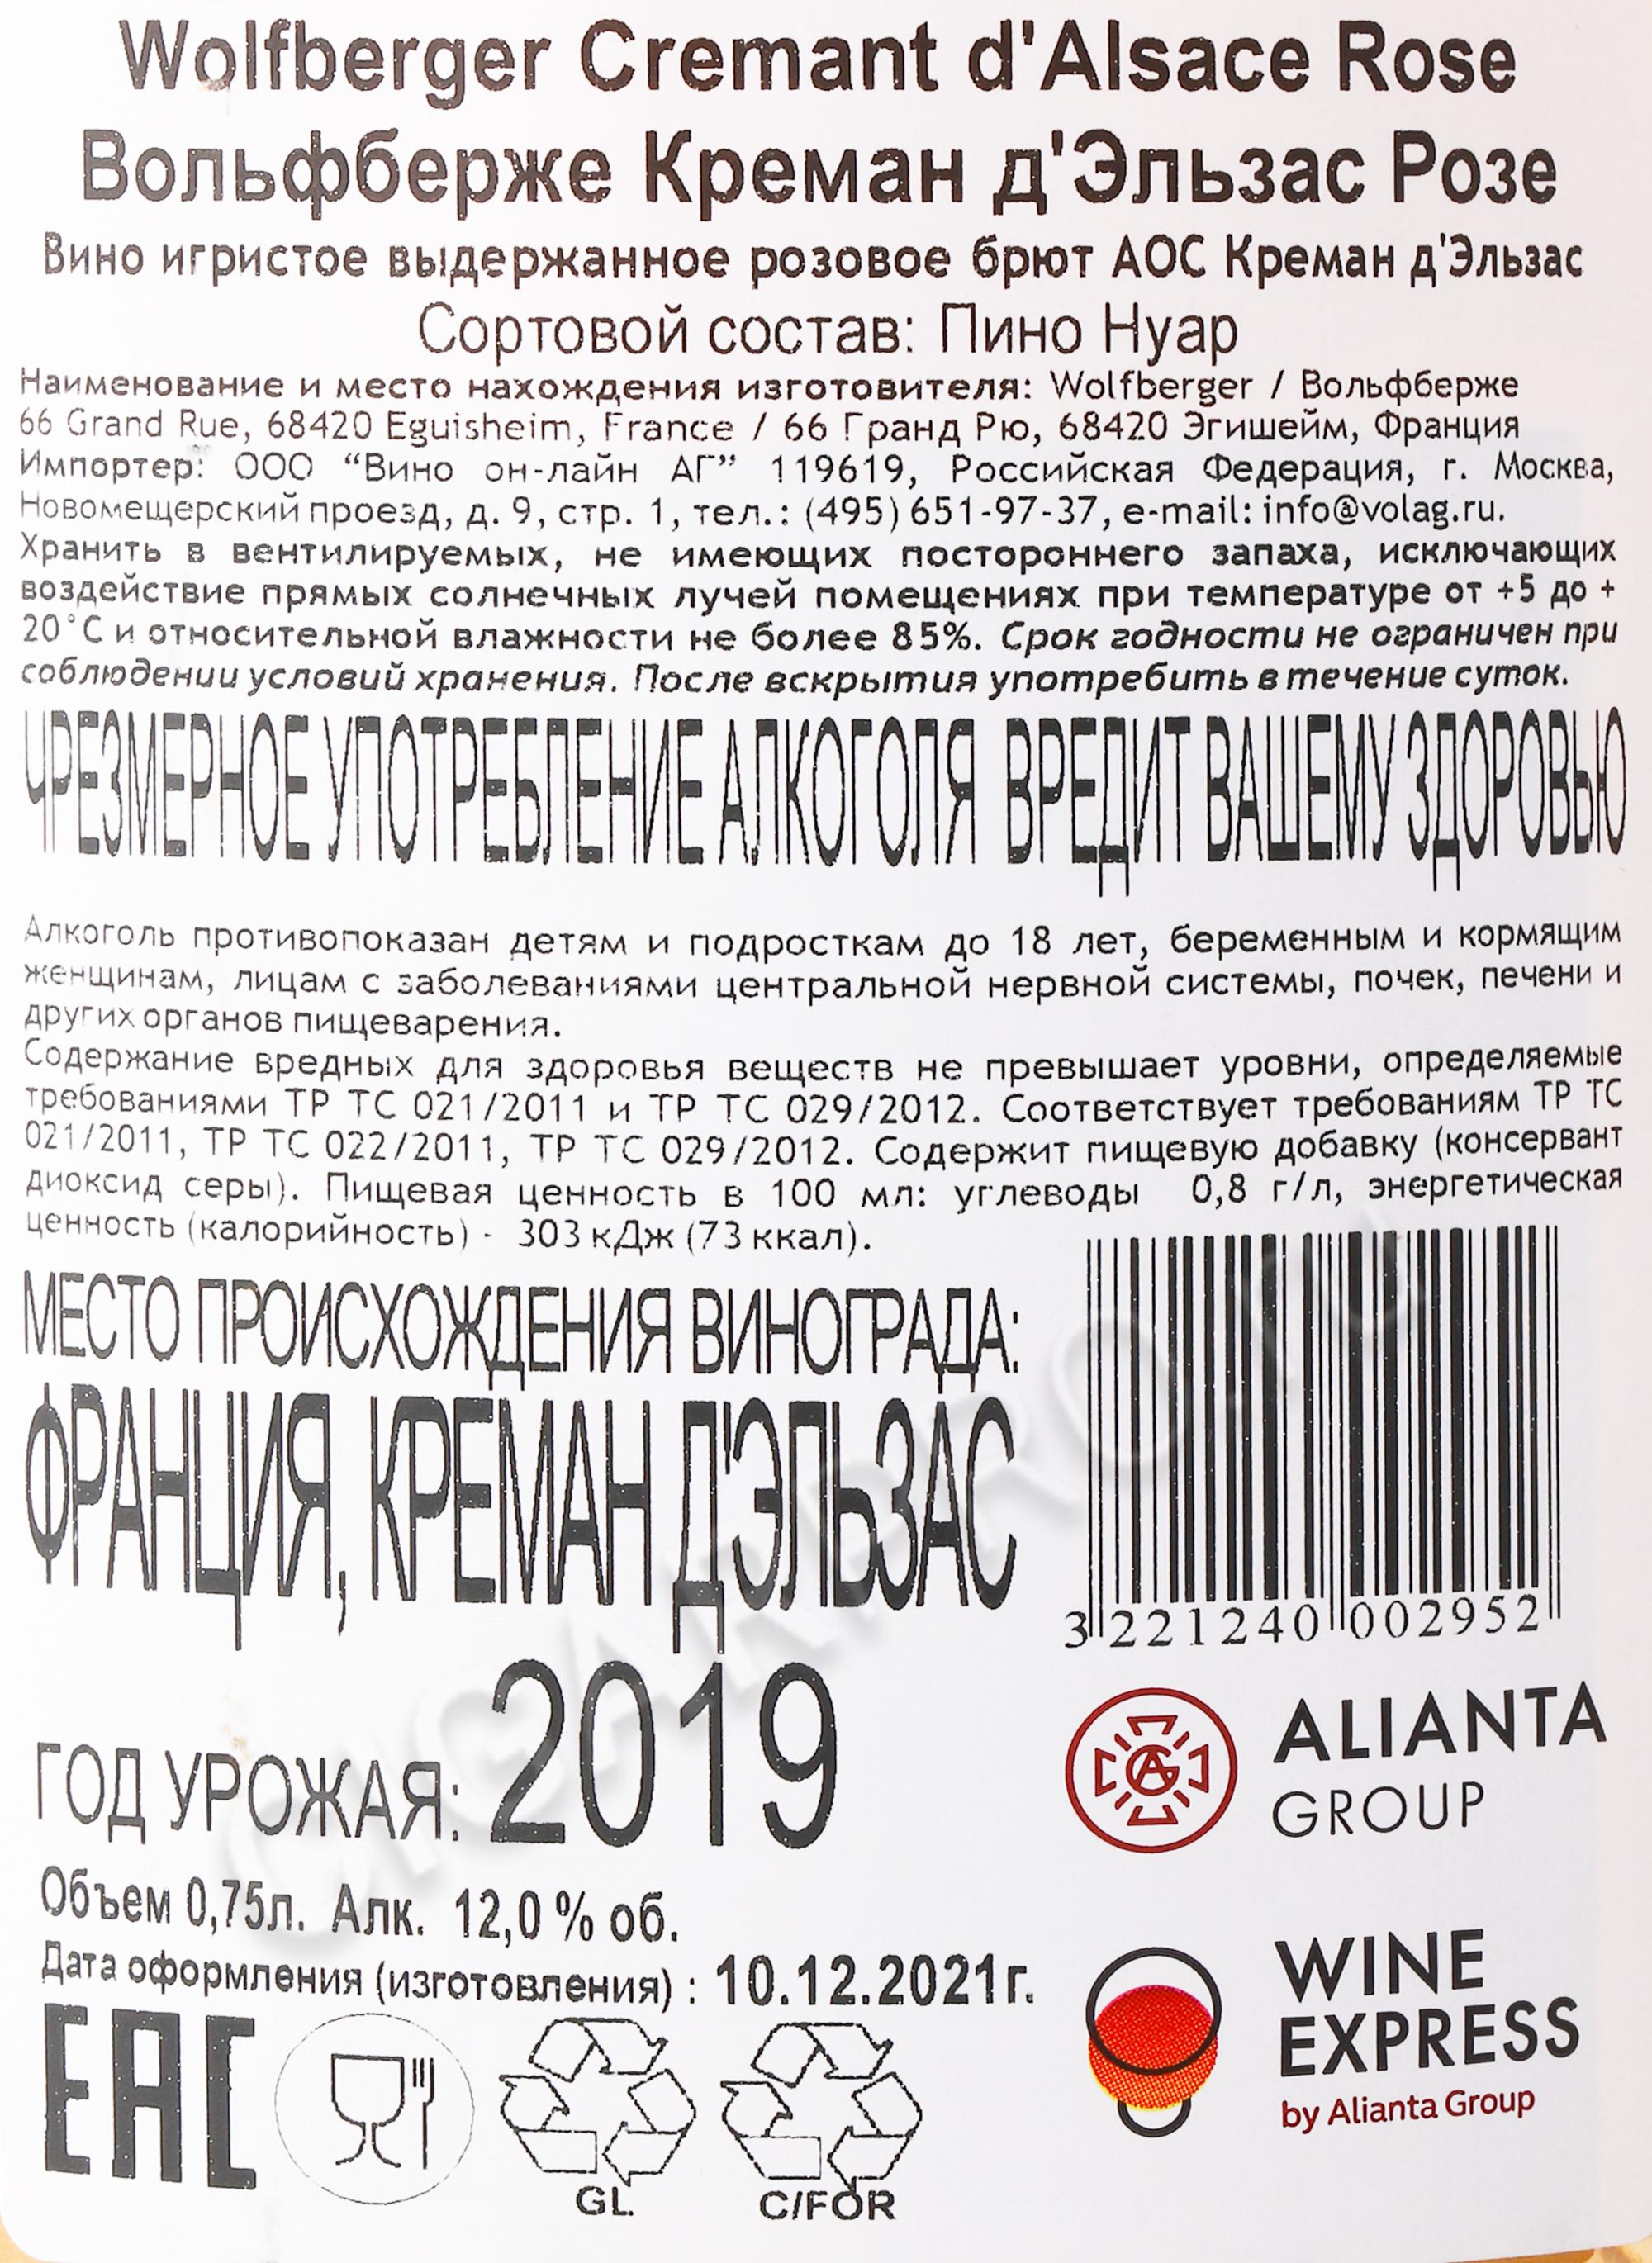 Wolfberger Cremant d'Alsace Rose
Вольфберже Креман д'Эльзас Розе
Вино игристое выдержанное розовое брют АОС Креман д'Эльзас
Сортовой состав: Пино Нуар
Наименование и место нахождения изготовителя: Wolfberger / Вольфберже
66 Grand Rue, 68420 Eguisheim, France / 66 Гранд Рю, 68420 Эгишейм, Франция
Импортер: ООО “Вино он-лайн АГ” 119619, Российская Федерация, г. Москва,
Новомещерский проезд, д. 9, стр. 1, тел.: (495) 651-97-37, e-mail: info@volag.ru.
Хранить в вентилируемых, не имеющих постороннего запаха, исключающих
воздействие прямых солнечных лучей помещениях при температуре от +5 до +
20°С и относительной влажности не более 85%. Срок годности не ограничен при
соблюдении условий хранения. После вскрытия употребить в течение суток.
ЧРЕЗМЕРНОЕ УПОТРЕБЛЕНИЕ АЛКОГОЛЯ ВРЕДИТ ВАШЕМУ ЗДОРОВЬЮ
Алкоголь противопоказан детям и подросткам до 18 лет, беременным и кормящим
женщинам, лицам с заболеваниями центральной нервной системы, почек, печени и
других органов пищеварения.
Содержание вредных для здоровья веществ не превышает уровни, определяемые
требованиями ТР ТС 021/2011 и ТР ТС 029/2012. Соответствует требованиям ТР ТС
021/2011, ТР ТС 022/2011, ТР ТС 029/2012. Содержит пищевую добавку (консервант
диоксид серы). Пищевая ценность в 100 мл: углеводы 0,8 г/л, энергетическая
ценность (калорийность) - 303 кДж (73 ккал).
МЕСТО ПРОИСХОЖДЕНИЯ ВИНОГРАДА:
ФРАНЦИЯ, КРЕМАН Д'ЭЛЬЗАС
3 221240 002952
ГОД УРОЖАЯ: 2019
ALIANTA
GROUP
Объем 0,75л. Алк. 12,0 % об.
Дата оформления (изготовления) : 10.12.2021г.
WINE
EXPRESS
by Alianta Group
EAC
GL
C/FOR
CIGARPRO.ru